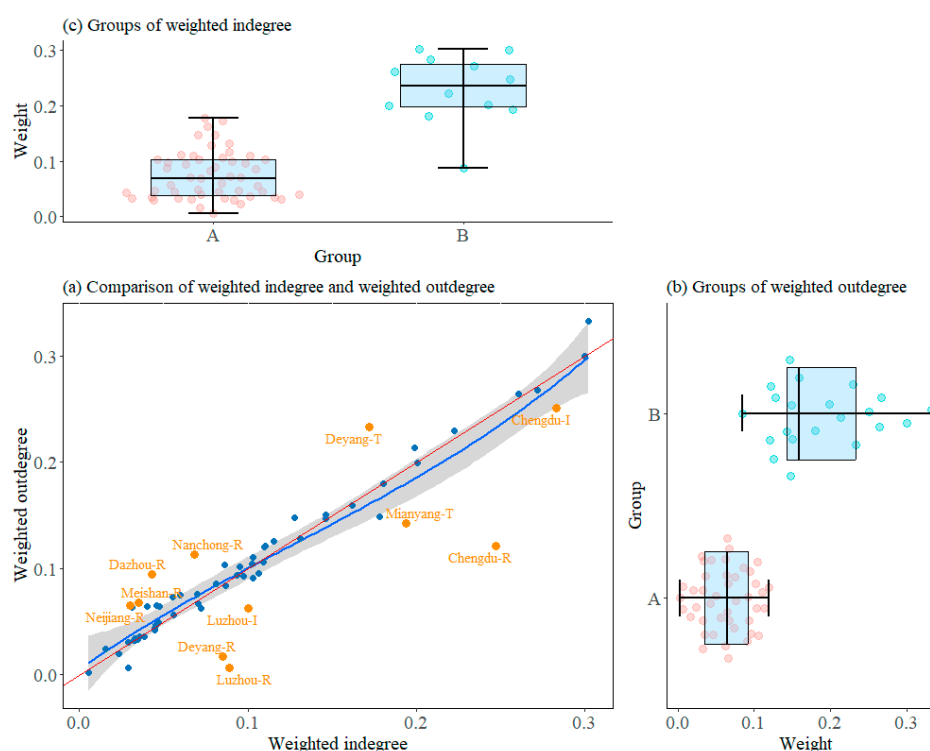 (c) Groups of weighted indegree
Weight
0.3
0.2
0.1
0.0
A
B
Group
(a) Comparison of weighted indegree and weighted outdegree
Weighted outdegree
0.3
0.2
0.1
0.0
Chengdu-I
Deyang-T
Mianyang-T
Chengdu-R
Nanchong-R
Dazhou-R
Meishan-R
Neijiang-R
Luzhou-I
Deyang-R
Luzhou-R
0.0
0.1
0.2
0.3
Weighted indegree
(b) Groups of weighted outdegree
Group
B
A
0.0
0.1
0.2
0.3
Weight